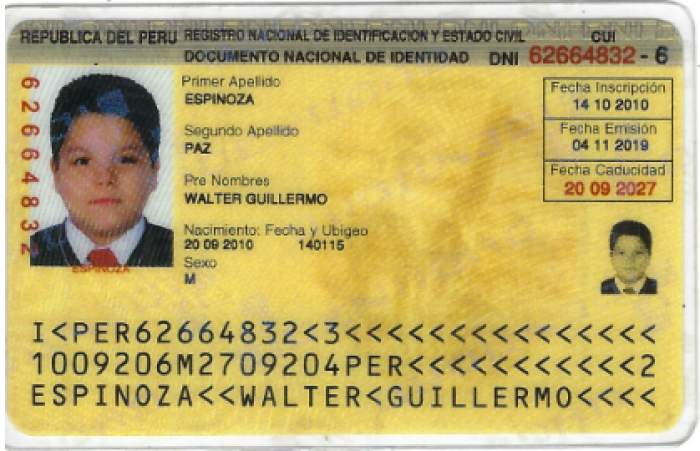 REPUBLICA DEL PERU REGISTRO NACIONAL DE IDENTIFICACION Y ESTADO CIVIL CUI
DOCUMENTO NACIONAL DE IDENTIDAD DNI 62664832 - 6
62664832
Primer Apellido
ESPINOZA
Segundo Apellido
PAZ
Pre Nombres
WALTER GUILLERMO
Nacimiento: Fecha y Ubigeo
20 09 2010 140115
Sexo
M
Fecha Inscripción
14 10 2010
Fecha Emisión
04 11 2019
Fecha Caducidad
20 09 2027
ESPINOZA
I<PER62664832<3<<<<<<<<<<<<<<<
1009206M2709204PER<<<<<<<<<<<2
ESPINOZA<<WALTER<GUILLERMO<<<<